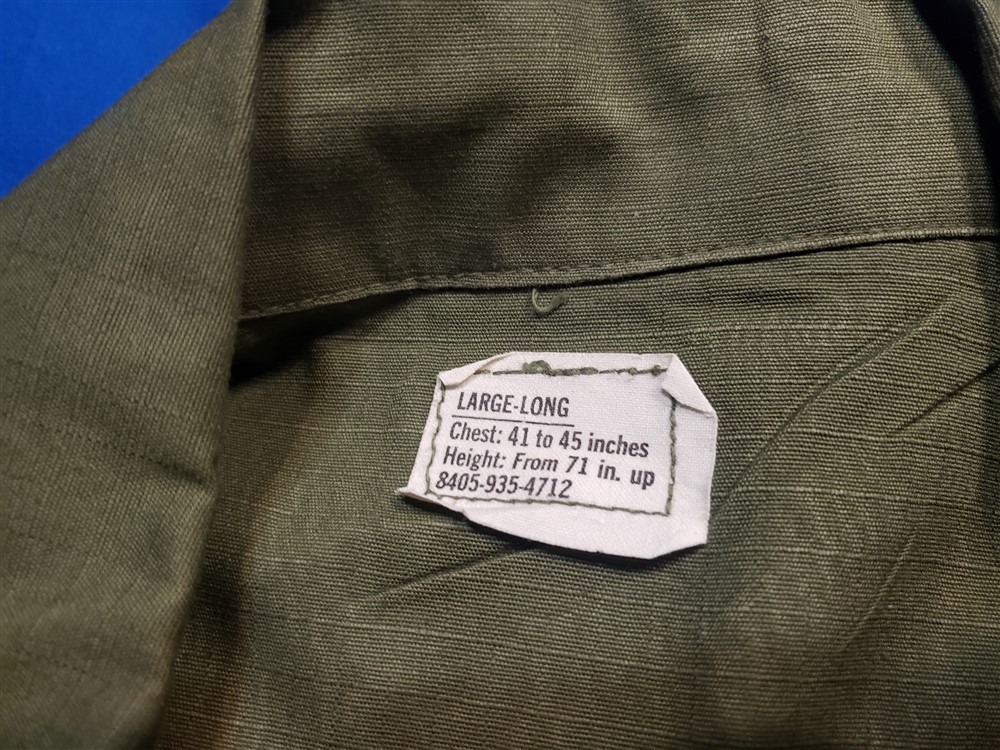 LARGE-LONG
Chest: 41 to 45 inches
Height: From 71 in. up
8405-935-4712